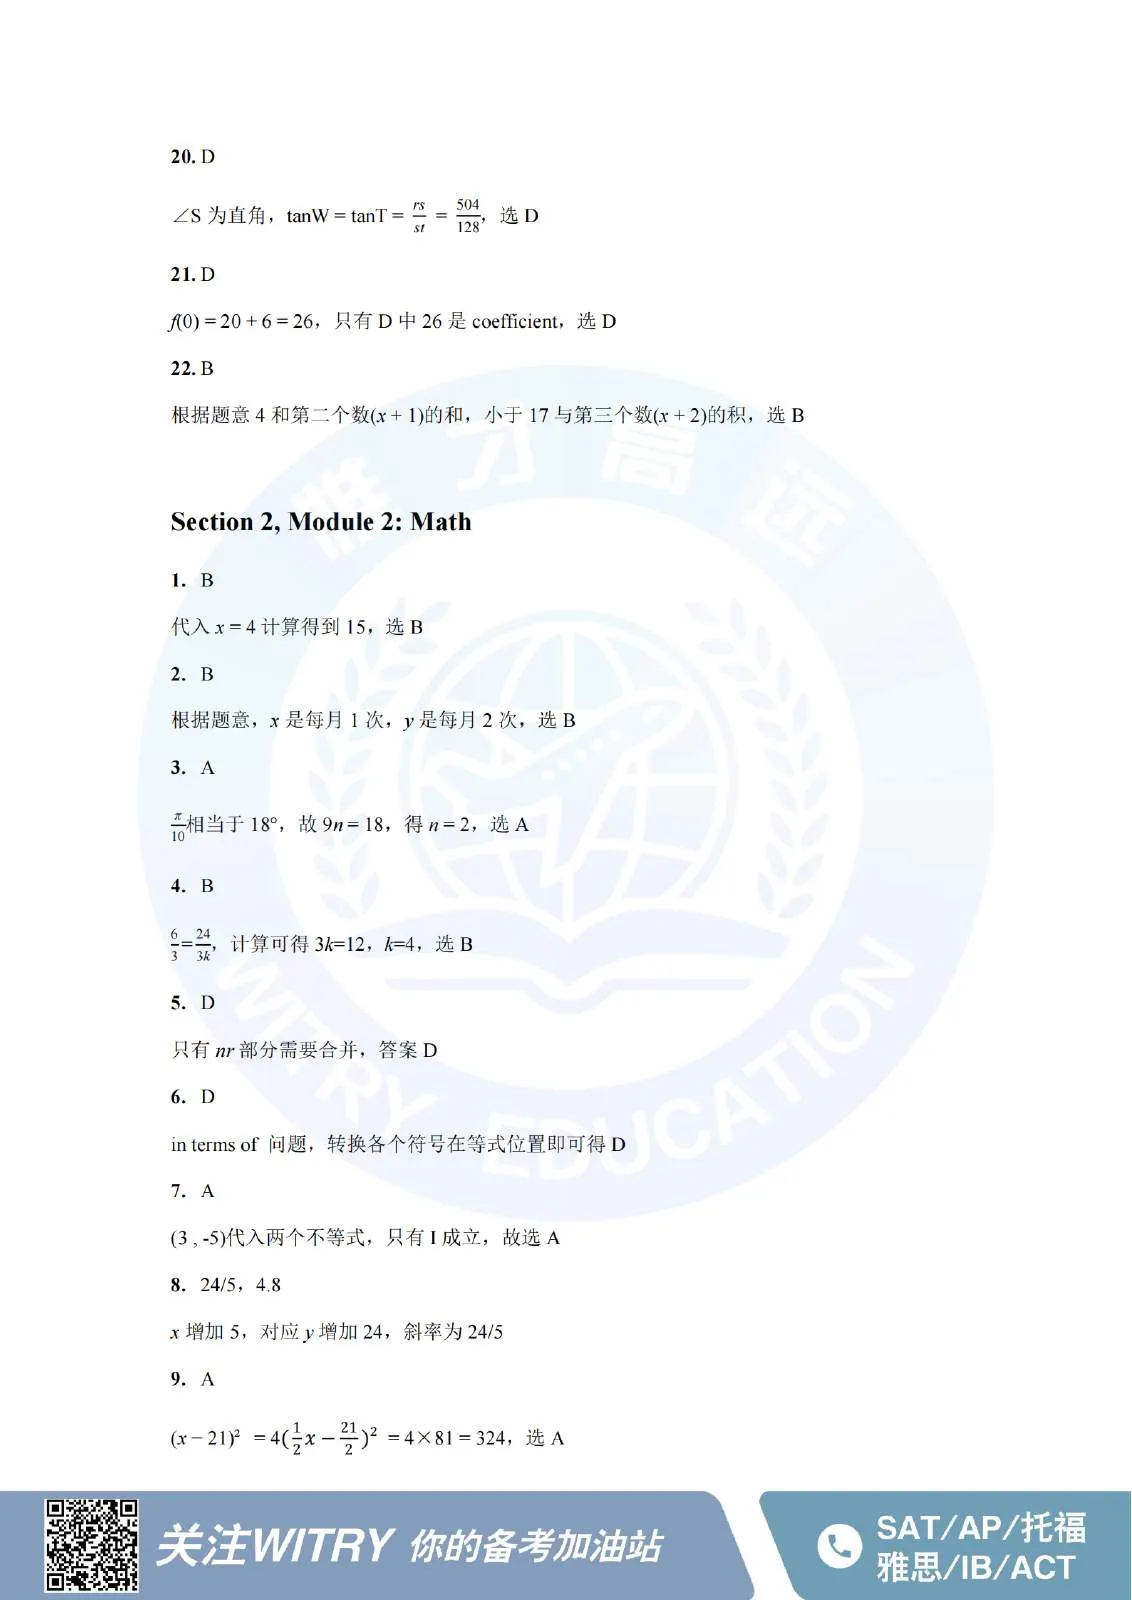 20. D
∠S 为直角，tanW = tanT = rs/st = 504/128，选 D
21. D
f(0) = 20 + 6 = 26，只有 D 中 26 是 coefficient，选 D
22. B
根据题意 4 和第二个数(x + 1)的和，小于 17 与第三个数(x + 2)的积，选 B
Section 2, Module 2: Math
1. B
代入 x = 4 计算得到 15，选 B
2. B
根据题意，x 是每月 1 次，y 是每月 2 次，选 B
3. A
π/10相当于 18°，故 9n = 18，得 n = 2，选 A
4. B
6/3=24/3k，计算可得 3k=12，k=4，选 B
5. D
只有 nr 部分需要合并，答案 D
6. D
in terms of 问题，转换各个符号在等式位置即可得 D
7. A
(3 , -5)代入两个不等式，只有 I 成立，故选 A
8. 24/5，4.8
x 增加 5，对应 y 增加 24，斜率为 24/5
9. A
(x − 21)² = 4(1/2x − 21/2)² = 4×81 = 324，选 A
惟才高远
WITRY EDUCATION
关注WITRY 你的备考加油站
SAT/AP/托福
雅思/IB/ACT